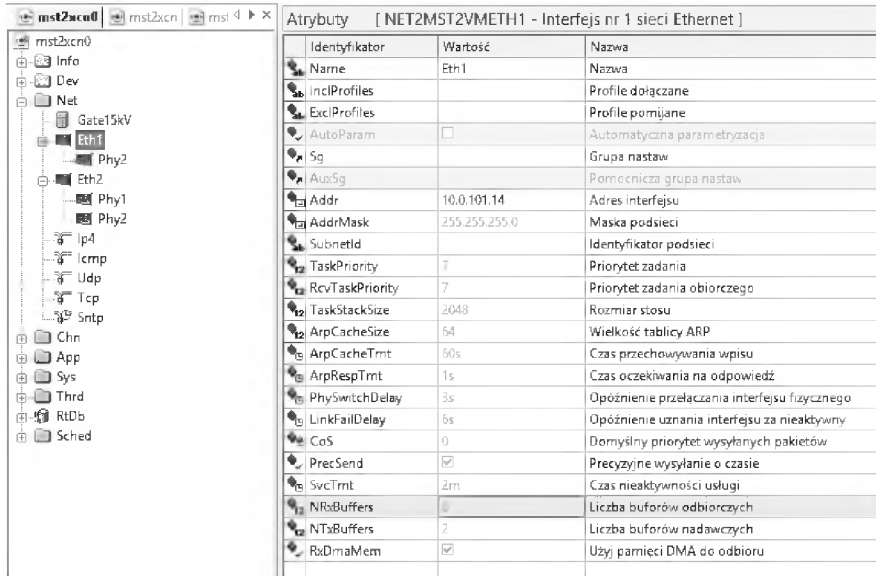 mst2xcn0 mst2xcn mst
mst2xcn0
Info
Dev
Net
Gate15kV
Eth1
Phy2
Eth2
Phy1
Phy2
Ip4
Icmp
Udp
Tcp
Sntp
Chn
App
Sys
Thrd
RtDb
Sched
Atrybuty [ NET2MST2VMETH1 - Interfejs nr 1 sieci Ethernet ]
Identyfikator Wartość Nazwa
Name Eth1 Nazwa
InclProfiles Profile dołączane
ExclProfiles Profile pomijane
AutoParam Automatyczna parametryzacja
Sg Grupa nastaw
AuxSg Pomocnicza grupa nastaw
Addr 10.0.101.14 Adres interfejsu
AddrMask 255.255.255.0 Maska podsieci
SubnetId Identyfikator podsieci
TaskPriority 7 Priorytet zadania
RcvTaskPriority 7 Priorytet zadania obiorczego
TaskStackSize 2048 Rozmiar stosu
ArpCacheSize 64 Wielkość tablicy ARP
ArpCacheTmt 60s Czas przechowywania wpisu
ArpRespTmt 1s Czas oczekiwania na odpowiedź
PhySwitchDelay 3s Opóźnienie przełączania interfejsu fizycznego
LinkFailDelay 6s Opóźnienie uznania interfejsu za nieaktywny
CoS 0 Domyślny priorytet wysyłanych pakietów
PrecSend Precyzyjne wysyłanie o czasie
SvcTmt 2m Czas nieaktywności usługi
NRxBuffers Liczba buforów odbiorczych
NTxBuffers 2 Liczba buforów nadawczych
RxDmaMem Użyj pamięci DMA do odbioru